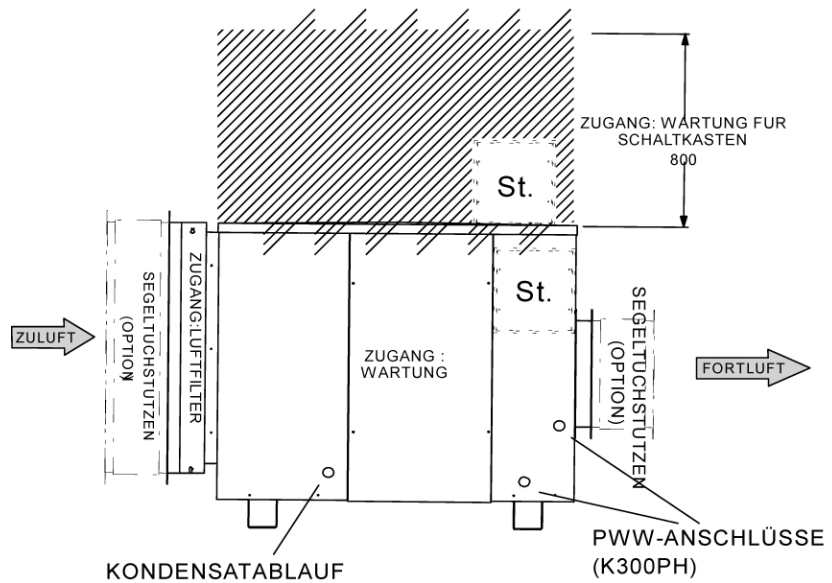 ZUGANG: WARTUNG FUR
SCHALTKASTEN
800
St.
ZULUFT
SEGELTUCHSTUTZEN
(OPTION)
ZUGANG:LUFTFILTER
ZUGANG :
WARTUNG
St.
SEGELTUCHSTUTZEN
(OPTION)
FORTLUFT
KONDENSATABLAUF
PWW-ANSCHLÜSSE
(K300PH)